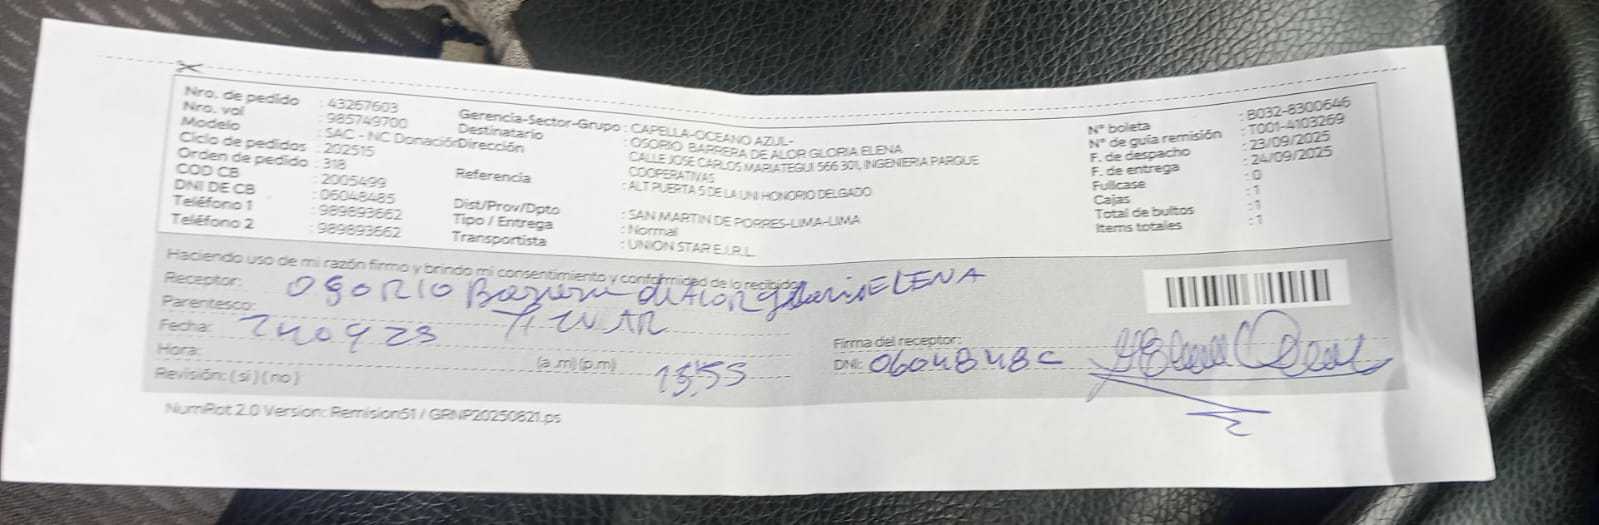 Nro. de pedido : 43267603
Nro. vol : 985749700
Modelo : SAC - NC Donación
Ciclo de pedidos : 202515
Orden de pedido : 318
COD CB : 2005499
DNI DE CB : 06048485
Teléfono 1 : 989893662
Teléfono 2 : 989893662
Gerencia-Sector-Grupo : CAPELLA-OCEANO AZUL-
Destinatario : OSORIO BARRERA DE ALOR GLORIA ELENA
Dirección CALLE JOSE CARLOS MARIATEGUI 566 301, INGENIERIA PARQUE
COOPERATIVAS
Referencia : ALT PUERTA 5 DE LA UNI HONORIO DELGADO
Dist/Prov/Dpto : SAN MARTIN DE PORRES-LIMA-LIMA
Tipo / Entrega : Normal
Transportista : UNION STAR E.I.R.L.
N° boleta : B032-8300646
N° de guía remisión : T001-4103269
F. de despacho : 23/09/2025
F. de entrega : 24/09/2025
Fullcase : 0
Cajas : 1
Total de bultos : 1
Items totales : 1
Haciendo uso de mi razón firmo y brindo mi consentimiento y conformidad de lo recibido
Receptor: OSORIO Barrera de ALOR gloria ELENA
Parentesco:
Fecha: 240923
Hora: (a.m) (p.m) 15:55
Revisión: ( si ) ( no )
Firma del receptor:
DNI: 0604848
NumRot 2.0 Version: Remision51 / GRNP20250821.ps